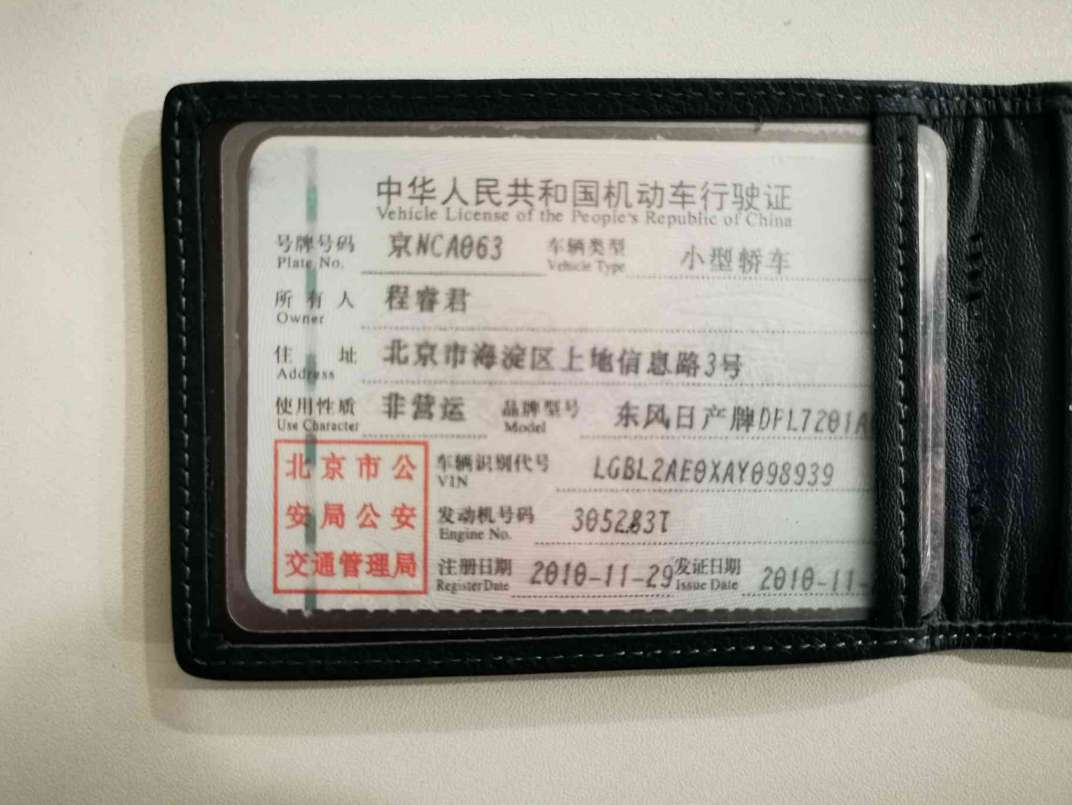 中华人民共和国机动车行驶证
Vehicle License of the People's Republic of China
号牌号码 京NCA063 车辆类型 小型轿车
Plate No. Vehicle Type
所有人 程睿君
Owner
住址 北京市海淀区上地信息路3号
Address
使用性质 非营运 品牌型号 东风日产牌DFL7201A
Use Character Model
北京市公
安局公安
交通管理局
车辆识别代号 LGBL2AE0XAY098939
VIN
发动机号码 305283T
Engine No.
注册日期 2010-11-29 发证日期 2010-11-
Register Date Issue Date